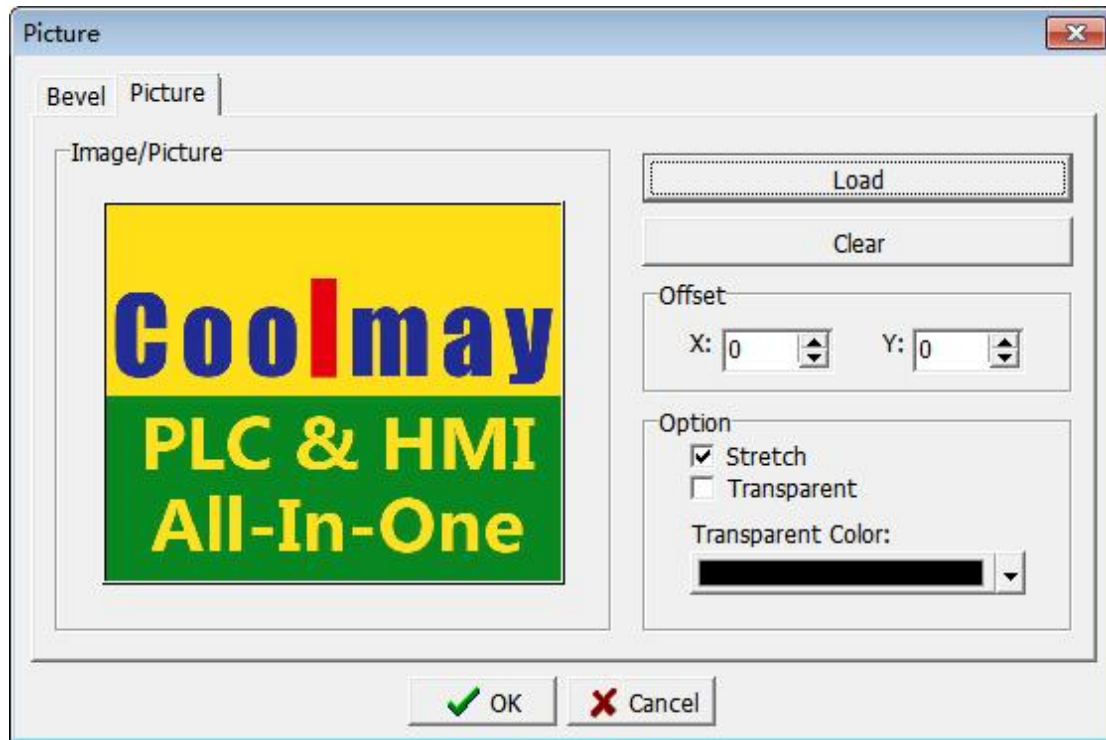 Picture
Bevel Picture
Image/Picture
Coolmay
PLC & HMI
All-In-One
Load
Clear
Offset
X: 0 Y: 0
Option
Stretch
Transparent
Transparent Color:
OK Cancel